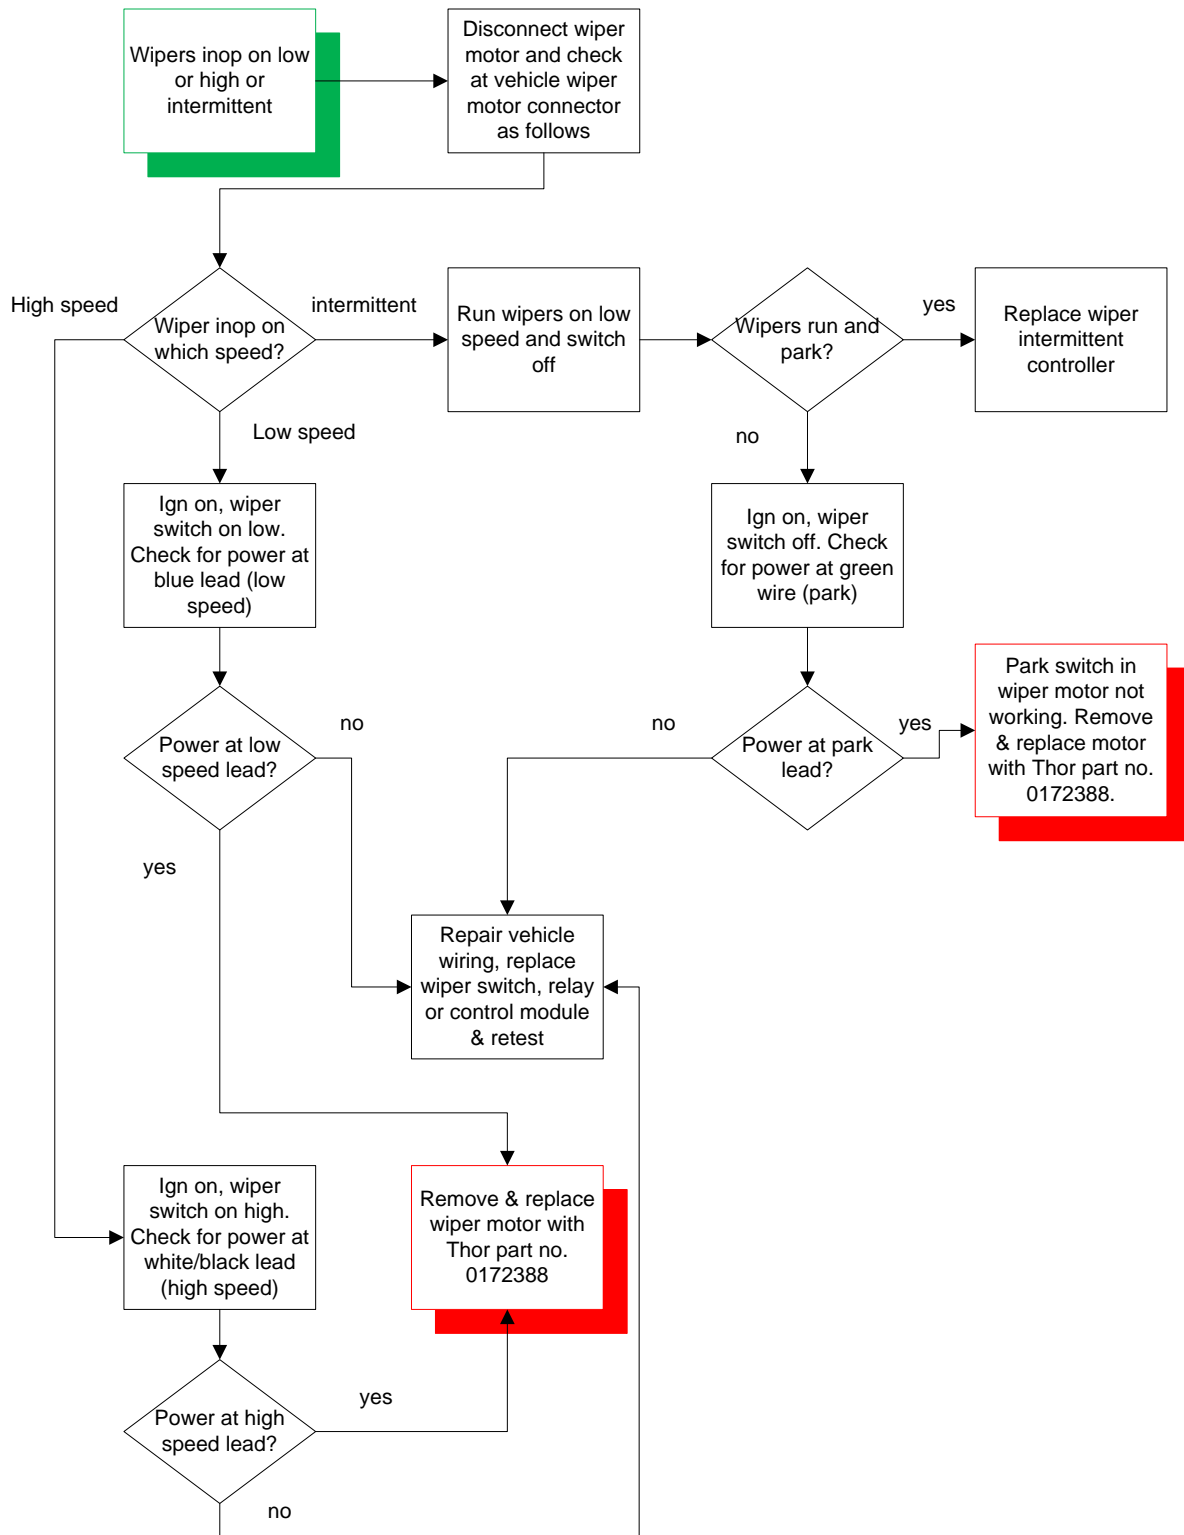 Wipers inop on low
or high or
intermittent
Disconnect wiper
motor and check
at vehicle wiper
motor connector
as follows
High speed
Wiper inop on
which speed?
intermittent
Run wipers on low
speed and switch
off
Wipers run and
park?
yes
Replace wiper
intermittent
controller
Low speed
no
Ign on, wiper
switch on low.
Check for power at
blue lead (low
speed)
Ign on, wiper
switch off. Check
for power at green
wire (park)
Power at low
speed lead?
no
no
Power at park
lead?
yes
Park switch in
wiper motor not
working. Remove
& replace motor
with Thor part no.
0172388.
yes
Repair vehicle
wiring, replace
wiper switch, relay
or control module
& retest
Ign on, wiper
switch on high.
Check for power at
white/black lead
(high speed)
Remove & replace
wiper motor with
Thor part no.
0172388
Power at high
speed lead?
yes
no